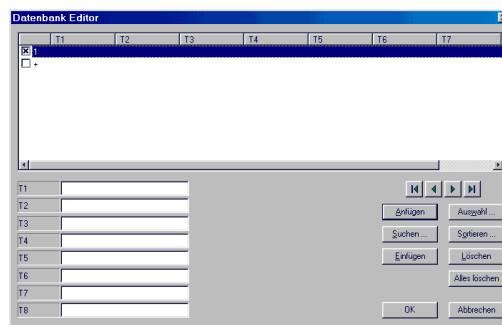 Datenbank Editor
T1 T2 T3 T4 T5 T6 T7
1
+
T1
T2
Anfügen Auswahl ...
T3
Suchen ... Sortieren ...
T4
T5
Einfügen Löschen
T6
Alles löschen
T7
T8
OK Abbrechen